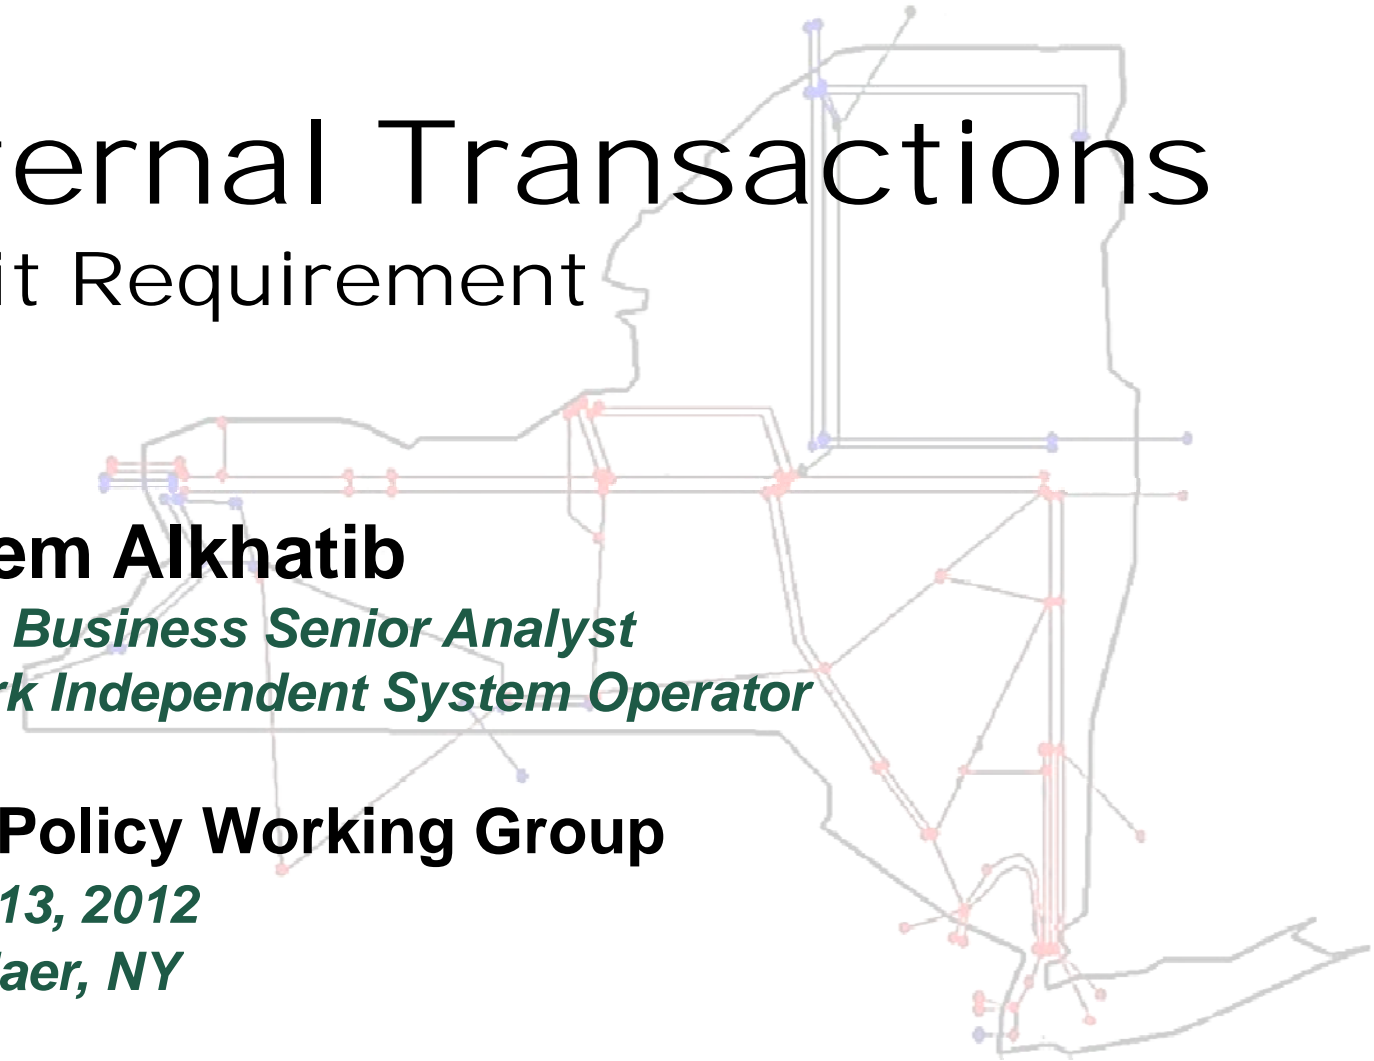 ernal Transactions
it Requirement
em Alkhatib
Business Senior Analyst
rk Independent System Operator
Policy Working Group
13, 2012
laer, NY